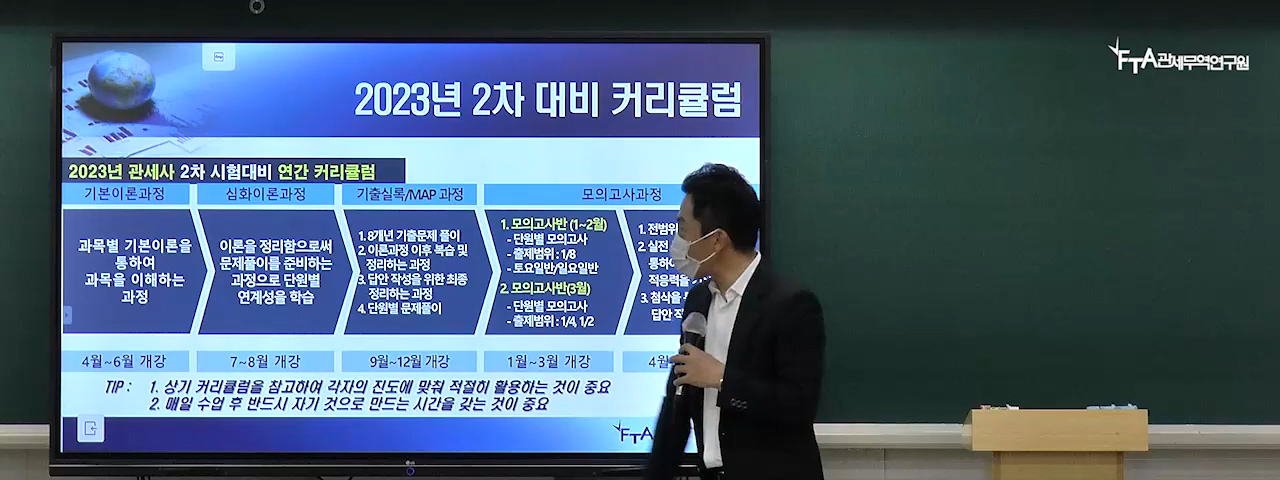 FTA관세무역연구원
2023년 2차 대비 커리큘럼
2023년 관세사 2차 시험대비 연간 커리큘럼
기본이론과정
심화이론과정
기출실록/MAP 과정
모의고사과정
과목별 기본이론을
통하여
과목을 이해하는
과정
이론을 정리함으로써
문제풀이를 준비하는
과정으로 단원별
연계성을 학습
1. 8개년 기출문제 풀이
2. 이론과정 이후 복습 및
정리하는 과정
3. 답안 작성을 위한 최종
정리하는 과정
4. 단원별 문제풀이
1. 모의고사반 (1~2월)
- 단원별 모의고사
- 출제범위 : 1/8
- 토요일반/일요일반
2. 모의고사반(3월)
- 단원별 모의고사
- 출제범위 : 1/4, 1/2
1. 전범위
2. 실전
통하여
적응력을
3. 첨삭을
답안
4월~6월 개강
7~8월 개강
9월~12월 개강
1월~3월 개강
4월
TIP : 1. 상기 커리큘럼을 참고하여 각자의 진도에 맞춰 적절히 활용하는 것이 중요
2. 매일 수업 후 반드시 자기 것으로 만드는 시간을 갖는 것이 중요
FTA
LG